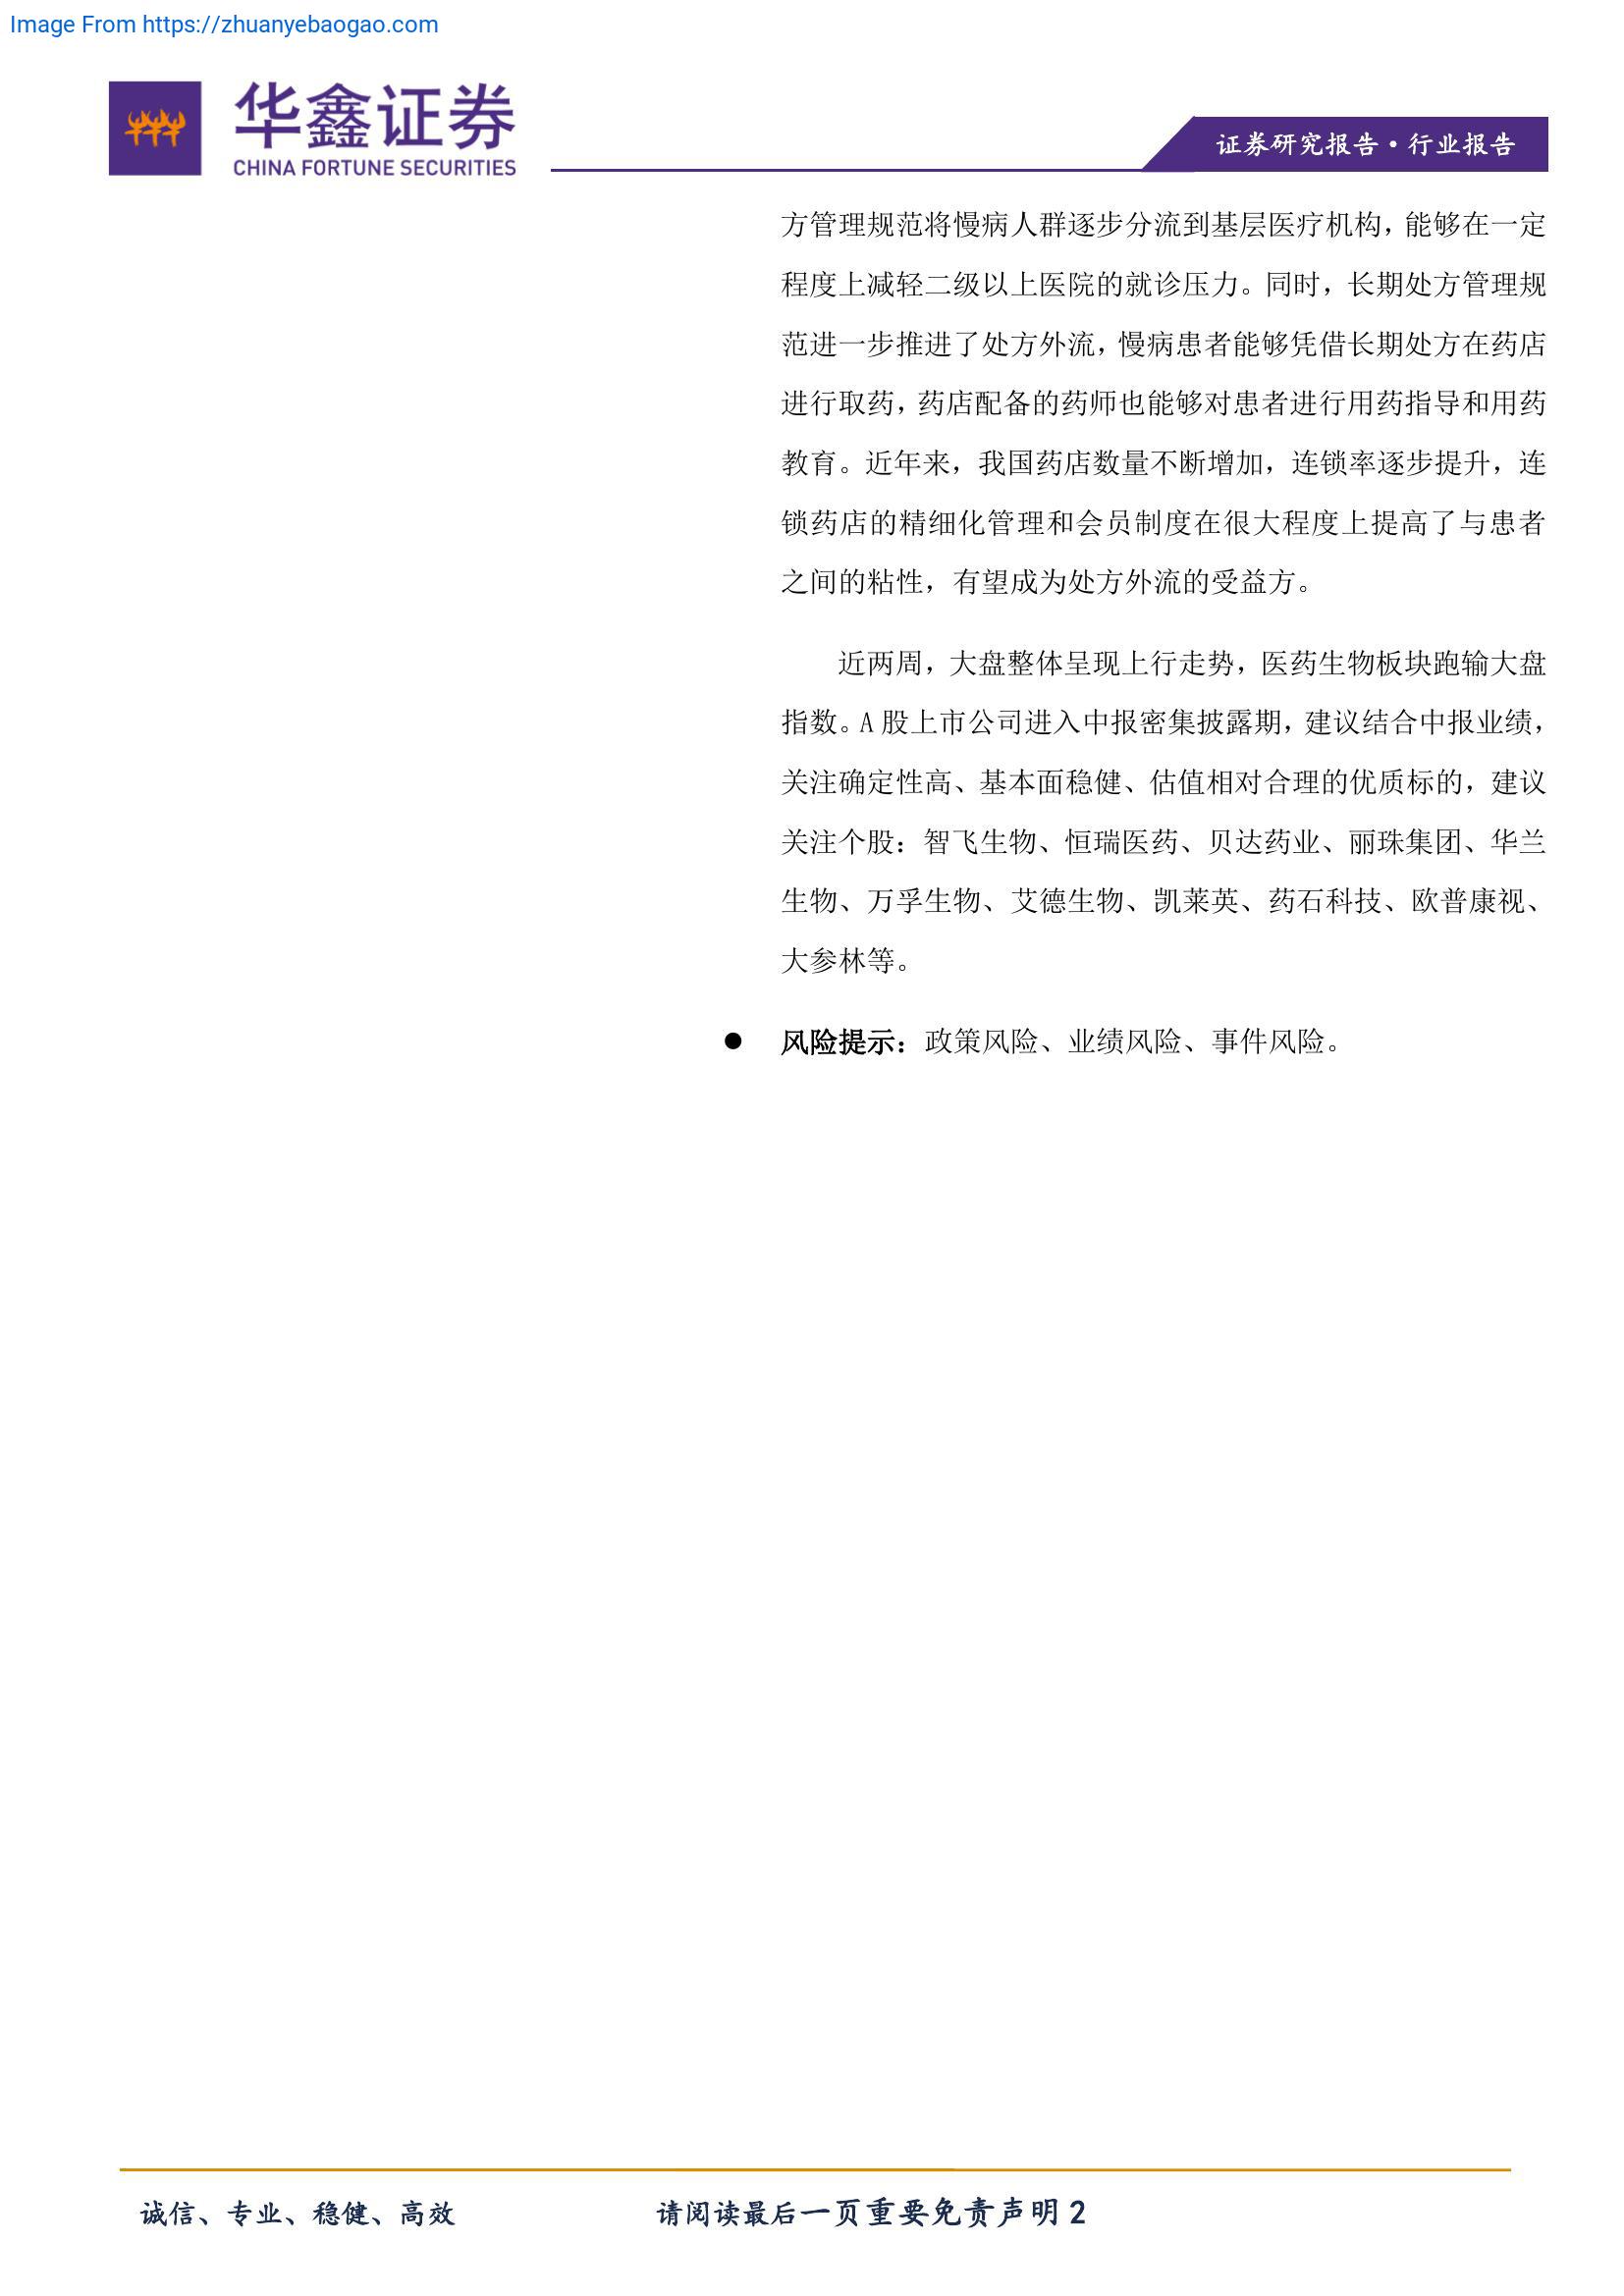 Image From https://zhuanyebaogao.com
华鑫证券
CHINA FORTUNE SECURITIES
证券研究报告·行业报告
方管理规范将慢病人群逐步分流到基层医疗机构，能够在一定
程度上减轻二级以上医院的就诊压力。同时，长期处方管理规
范进一步推进了处方外流，慢病患者能够凭借长期处方在药店
进行取药，药店配备的药师也能够对患者进行用药指导和用药
教育。近年来，我国药店数量不断增加，连锁率逐步提升，连
锁药店的精细化管理和会员制度在很大程度上提高了与患者
之间的粘性，有望成为处方外流的受益方。
近两周，大盘整体呈现上行走势，医药生物板块跑输大盘
指数。A 股上市公司进入中报密集披露期，建议结合中报业绩，
关注确定性高、基本面稳健、估值相对合理的优质标的，建议
关注个股：智飞生物、恒瑞医药、贝达药业、丽珠集团、华兰
生物、万孚生物、艾德生物、凯莱英、药石科技、欧普康视、
大参林等。
● 风险提示：政策风险、业绩风险、事件风险。
诚信、专业、稳健、高效 请阅读最后一页重要免责声明 2